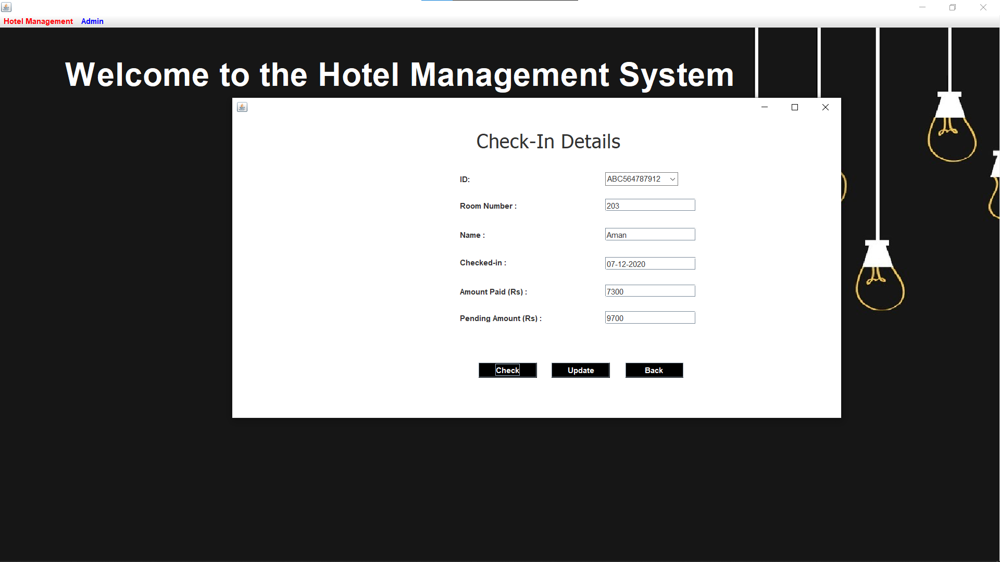 Hotel Management Admin
Welcome to the Hotel Management System
Check-In Details
ID: ABC564787912
Room Number : 203
Name : Aman
Checked-in : 07-12-2020
Amount Paid (Rs) : 7300
Pending Amount (Rs) : 9700
Check Update Back